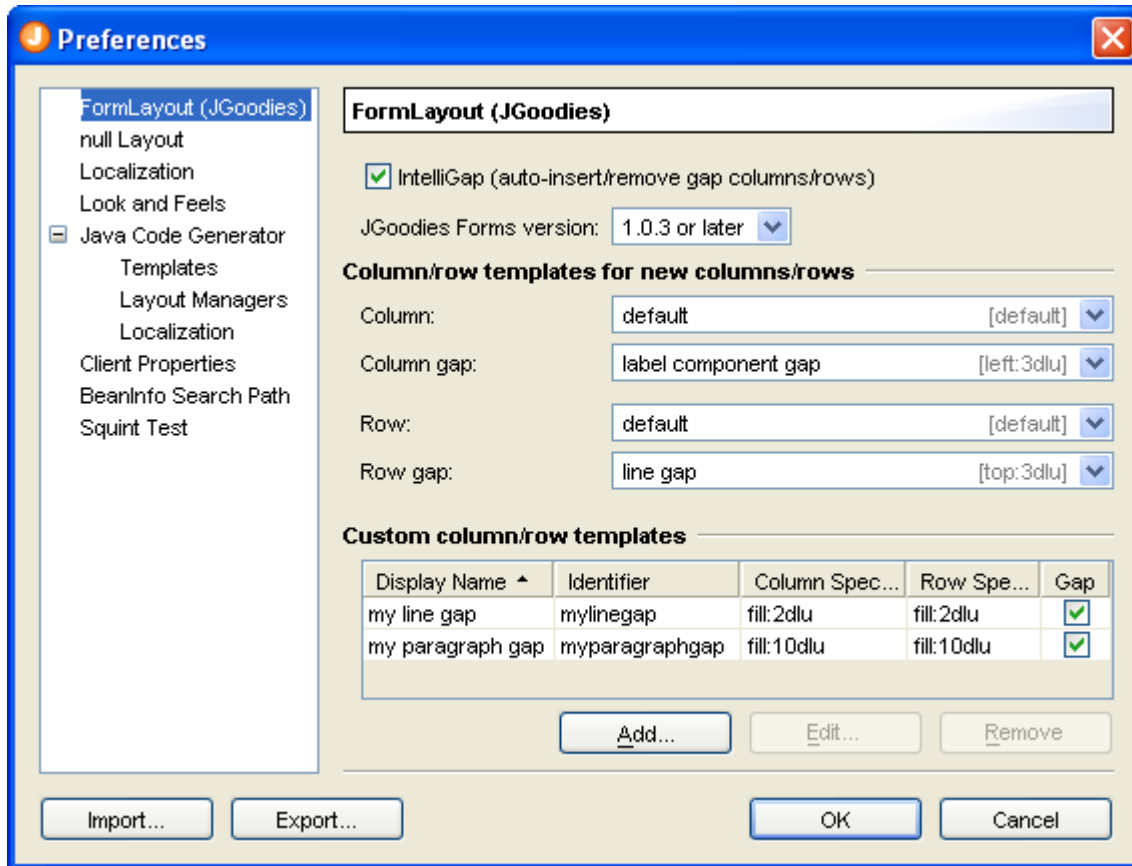 Preferences
FormLayout (JGoodies)
null Layout
Localization
Look and Feels
Java Code Generator
Templates
Layout Managers
Localization
Client Properties
BeanInfo Search Path
Squint Test
FormLayout (JGoodies)
IntelliGap (auto-insert/remove gap columns/rows)
JGoodies Forms version: 1.0.3 or later
Column/row templates for new columns/rows
Column: default [default]
Column gap: label component gap [left:3dlu]
Row: default [default]
Row gap: line gap [top:3dlu]
Custom column/row templates
Display Name Identifier Column Spec... Row Spe... Gap
my line gap mylinegap fill:2dlu fill:2dlu
my paragraph gap myparagraphgap fill:10dlu fill:10dlu
Add... Edit... Remove
Import... Export... OK Cancel